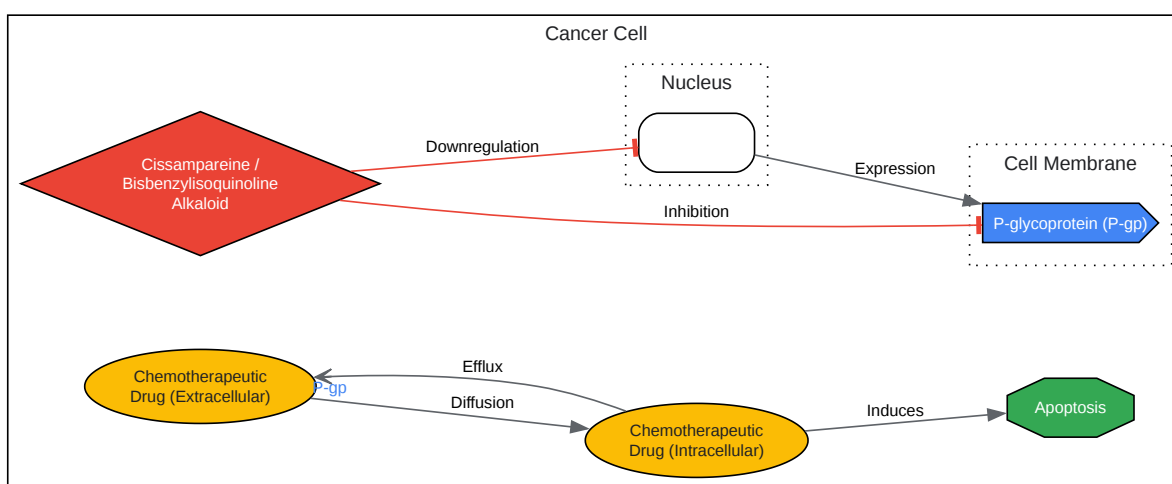 Cancer Cell
Nucleus
Cissampareine /
Bisbenzylisoquinoline
Alkaloid
Downregulation
Expression
Cell Membrane
Inhibition
P-glycoprotein (P-gp)
Chemotherapeutic
Drug (Extracellular)
P-gp
Efflux
Diffusion
Chemotherapeutic
Drug (Intracellular)
Induces
Apoptosis